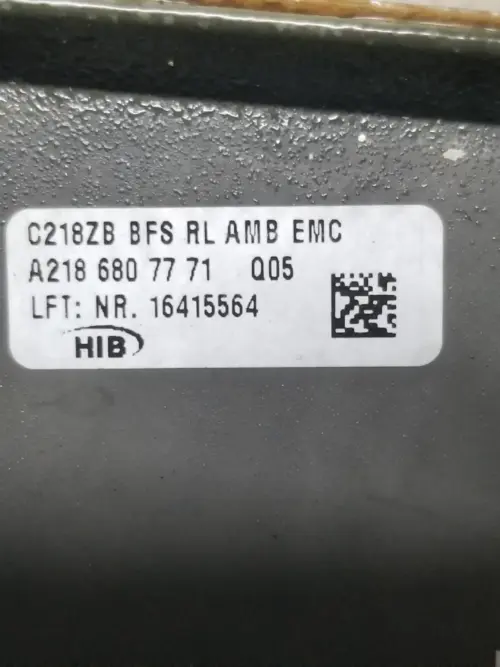 C218ZB BFS RL AMB EMC
A218 680 77 71 Q05
LFT: NR. 16415564
HIB